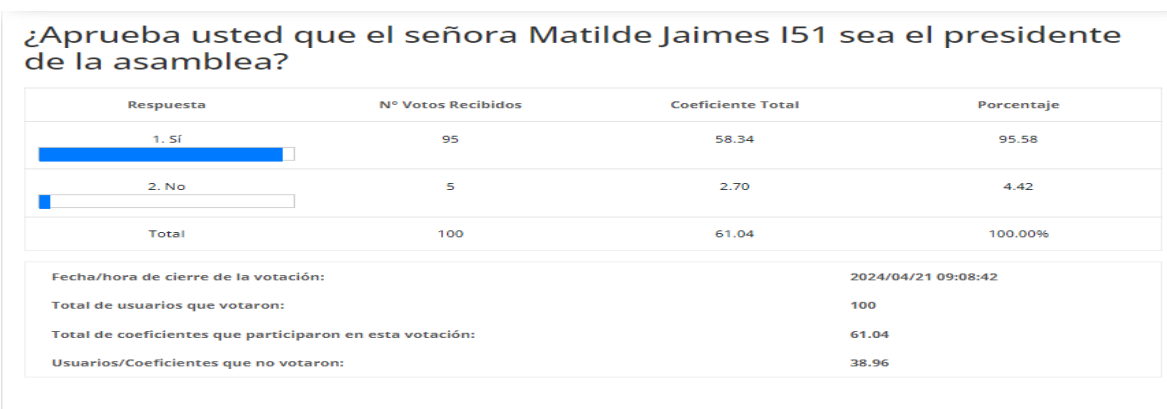 ¿Aprueba usted que el señora Matilde Jaimes I51 sea el presidente
de la asamblea?
Respuesta Nº Votos Recibidos Coeficiente Total Porcentaje
1. Sí 95 58.34 95.58
2. No 5 2.70 4.42
Total 100 61.04 100.00%
Fecha/hora de cierre de la votación: 2024/04/21 09:08:42
Total de usuarios que votaron: 100
Total de coeficientes que participaron en esta votación: 61.04
Usuarios/Coeficientes que no votaron: 38.96